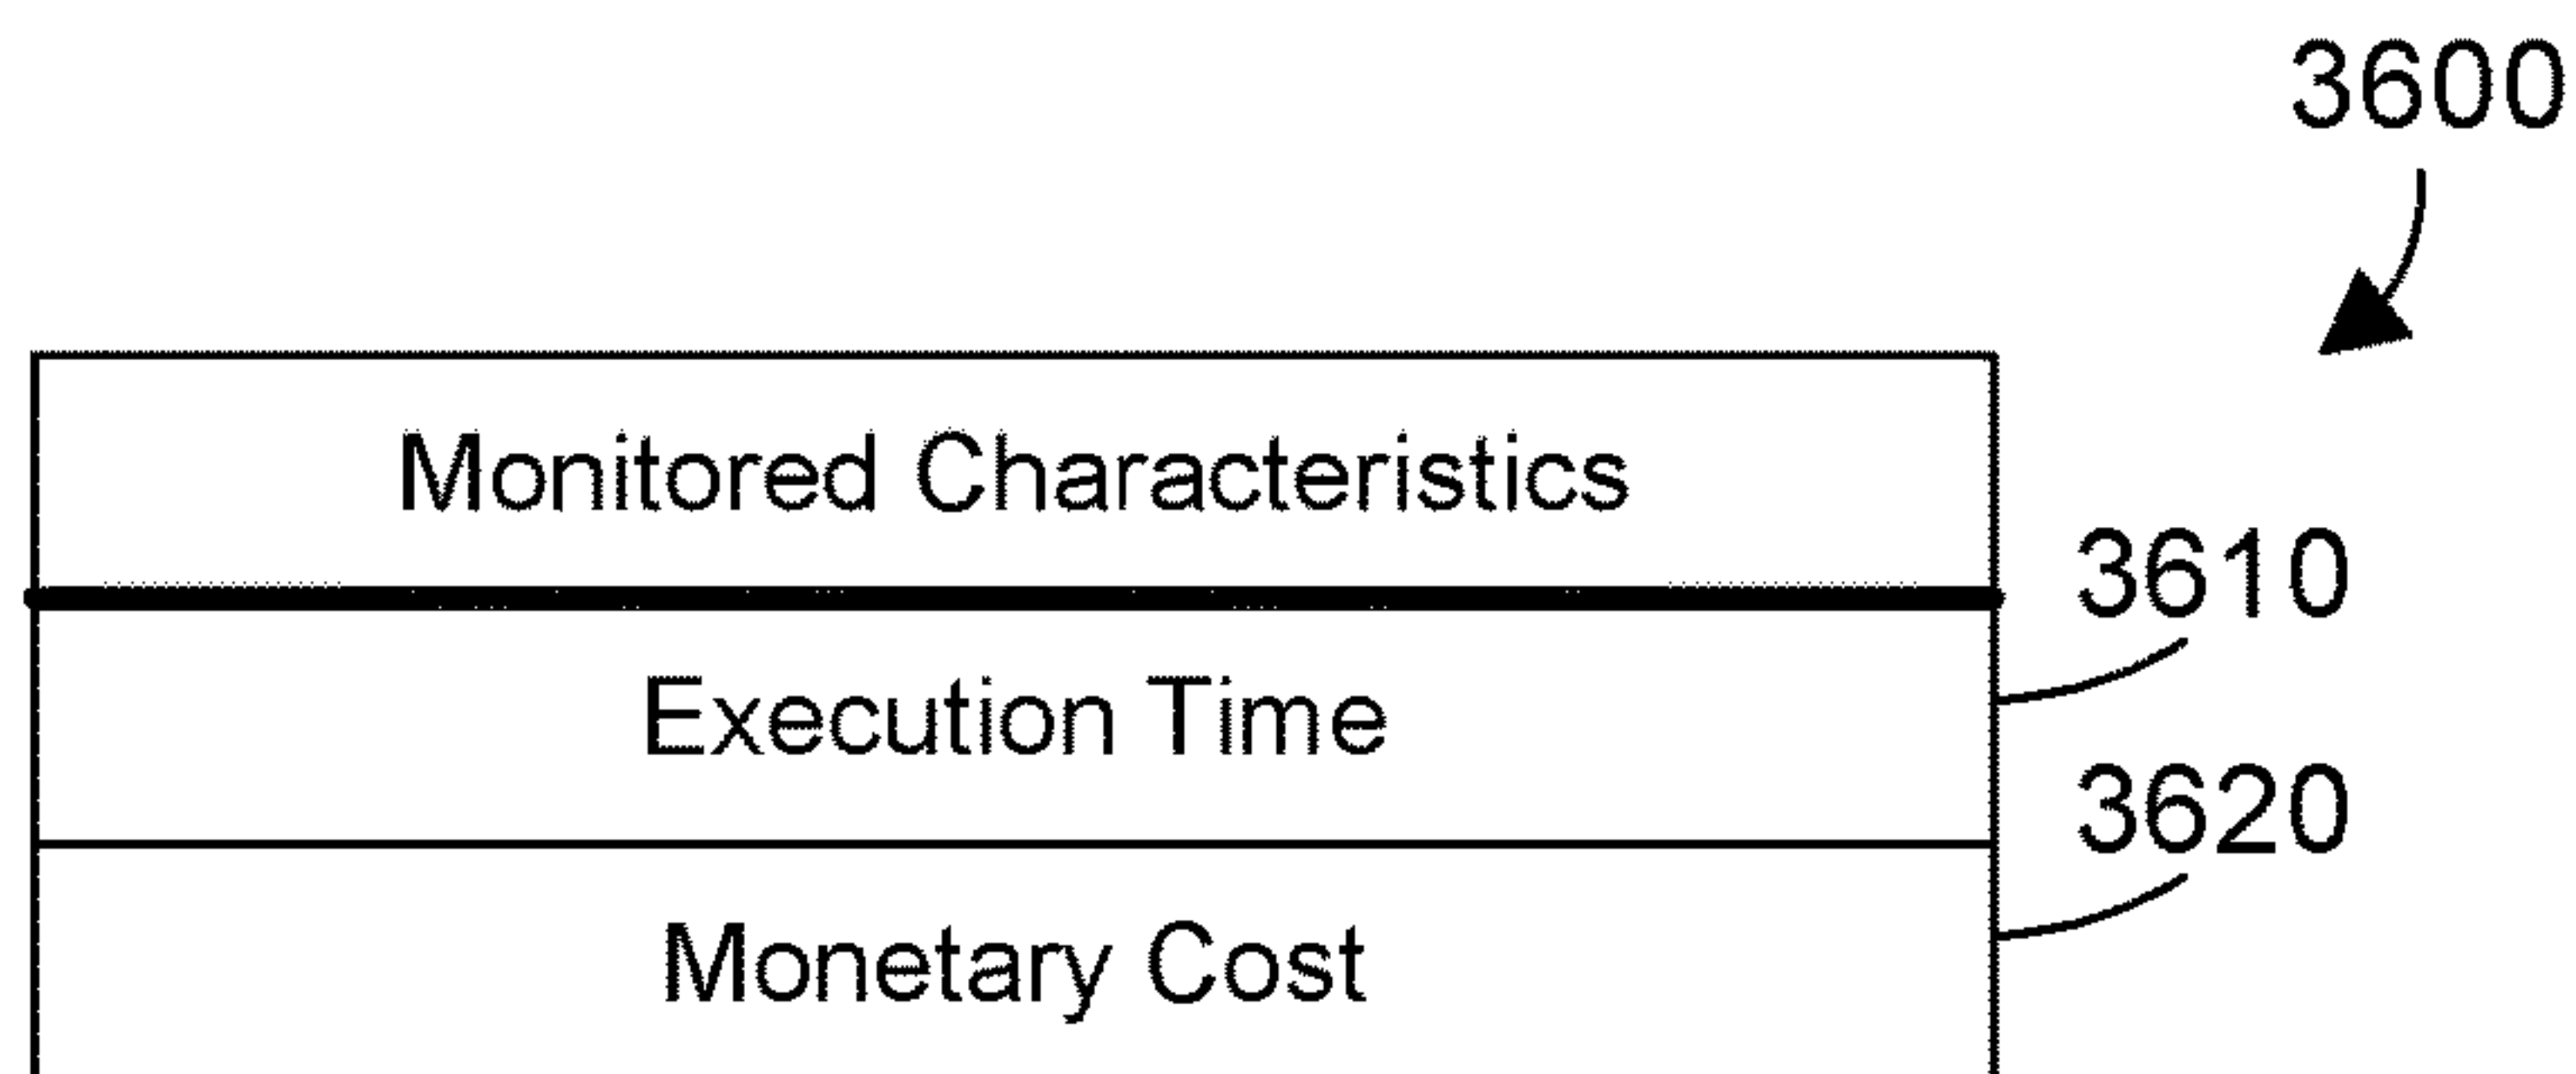 3600
Monitored Characteristics
3610
Execution Time
3620
Monetary Cost